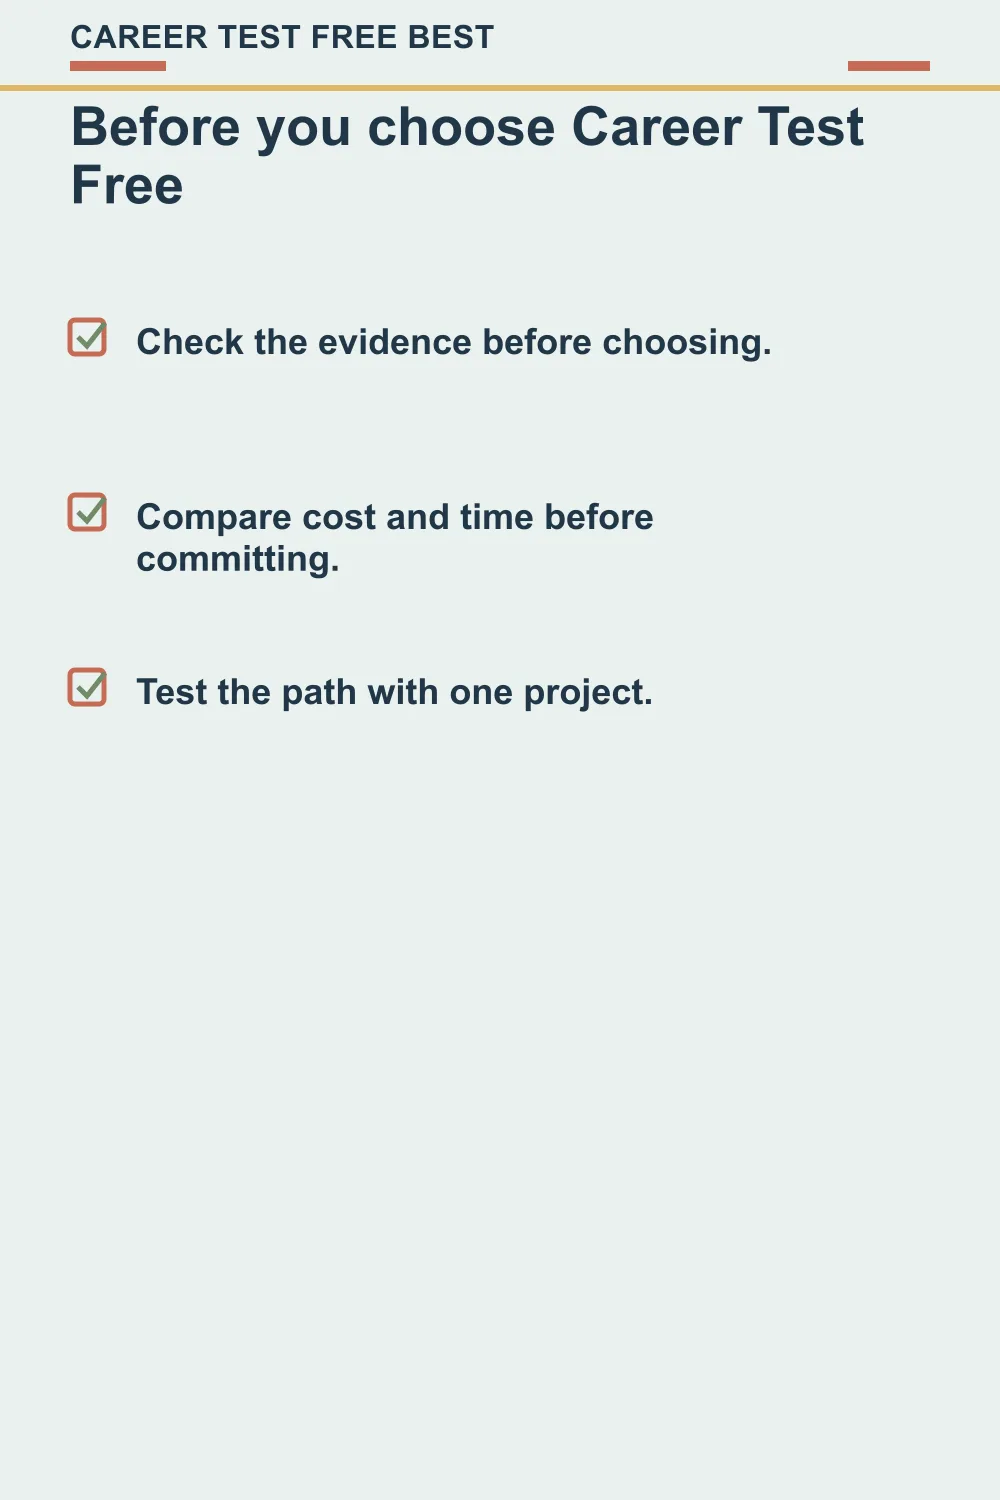 CAREER TEST FREE BEST
Before you choose Career Test
Free
Check the evidence before choosing.
Compare cost and time before
committing.
Test the path with one project.